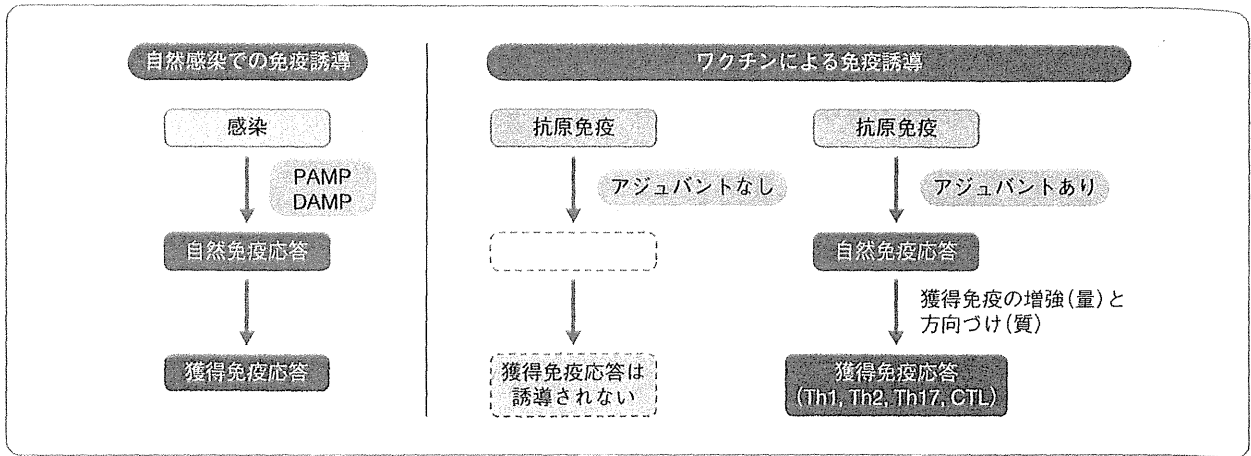 自然感染での免疫誘導
感染
PAMP
DAMP
自然免疫応答
獲得免疫応答
ワクチンによる免疫誘導
抗原免疫
アジュバントなし
獲得免疫応答は
誘導されない
抗原免疫
アジュバントあり
自然免疫応答
獲得免疫の増強(量)と
方向づけ(質)
獲得免疫応答
(Th1, Th2, Th17, CTL)